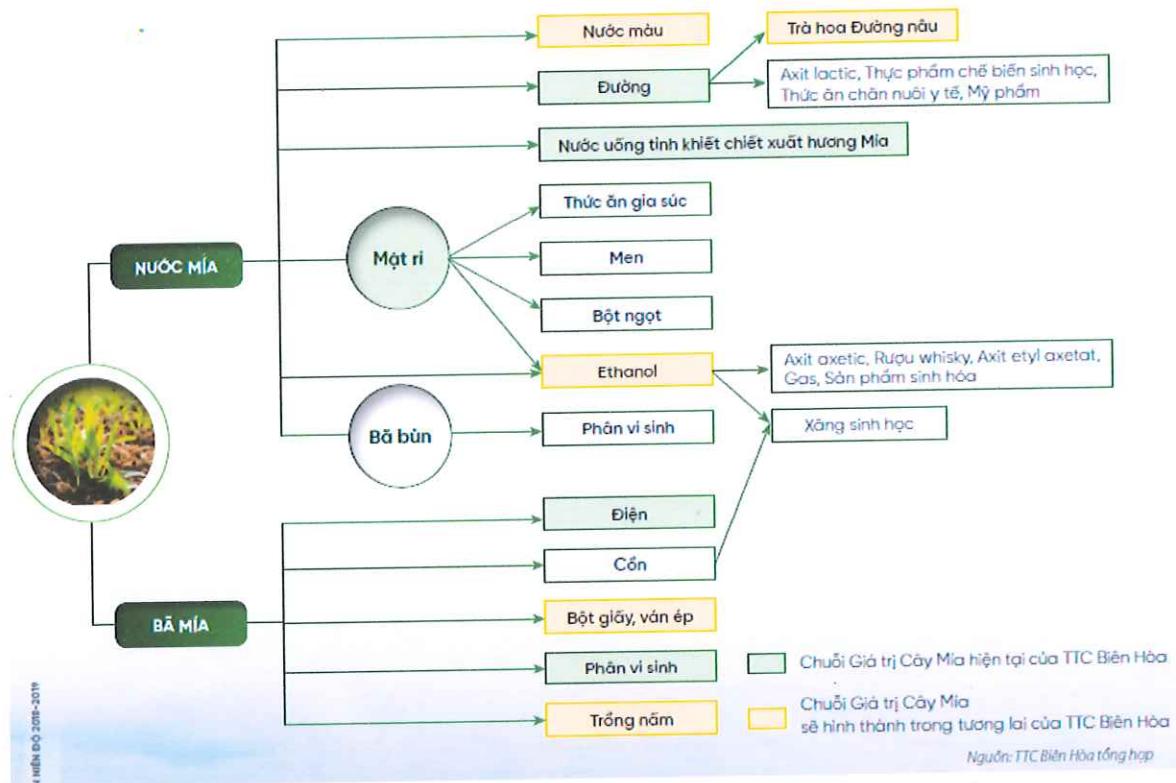 Nước màu
Trà hoa Đường nâu
Đường
Axit lactic, Thực phẩm chế biến sinh học,
Thức ăn chăn nuôi y tế, Mỹ phẩm
Nước uống tinh khiết chiết xuất hương Mía
Thức ăn gia súc
NƯỚC MÍA
Mật rỉ
Men
Bột ngọt
Ethanol
Axit axetic, Rượu whisky, Axit etyl axetat,
Gas, Sản phẩm sinh hóa
Bã bùn
Phân vi sinh
Xăng sinh học
Điện
Cồn
BÃ MÍA
Bột giấy, ván ép
Phân vi sinh
Chuỗi Giá trị Cây Mía hiện tại của TTC Biên Hòa
Trồng nấm
Chuỗi Giá trị Cây Mía
sẽ hình thành trong tương lai của TTC Biên Hòa
Nguồn: TTC Biên Hòa tổng hợp
NIÊN ĐỘ 2018-2019